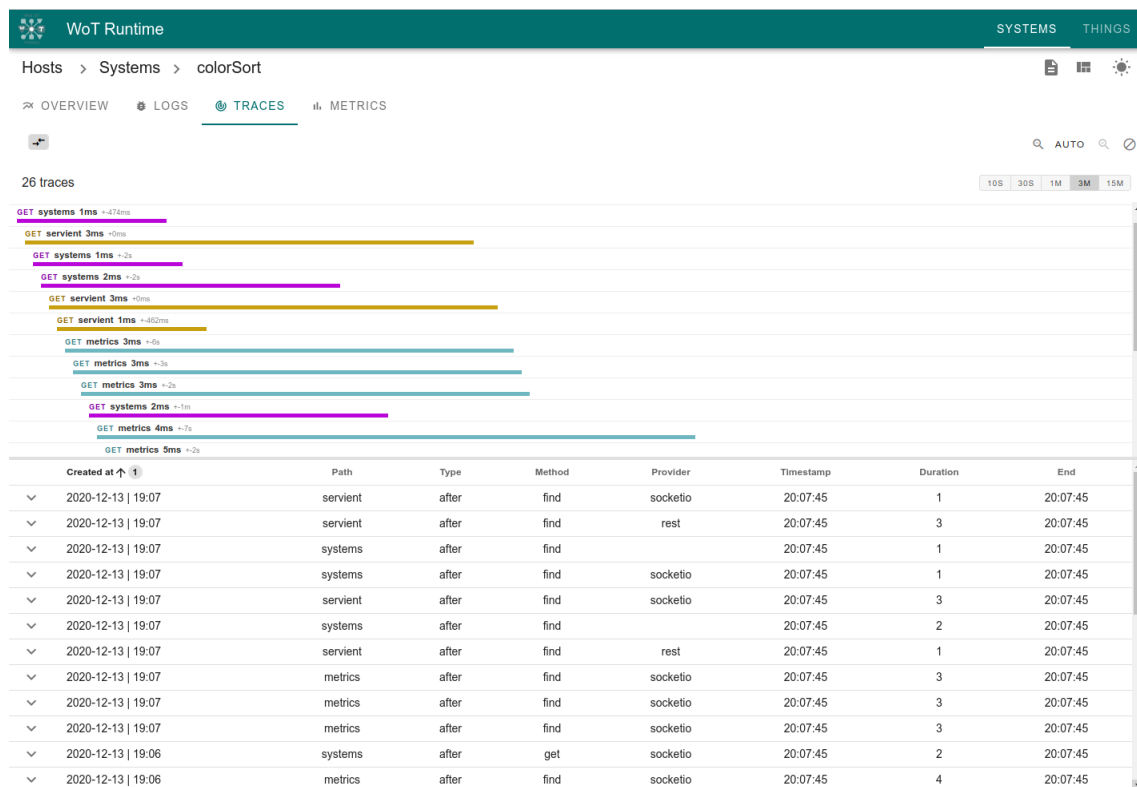 WoT Runtime SYSTEMS THINGS
Hosts > Systems > colorSort
OVERVIEW LOGS TRACES METRICS
AUTO
26 traces 10S 30S 1M 3M 15M
GET systems 1ms +-474ms
GET servient 3ms +0ms
GET systems 1ms +-2s
GET systems 2ms +-2s
GET servient 3ms +0ms
GET servient 1ms +-462ms
GET metrics 3ms +-6s
GET metrics 3ms +-3s
GET metrics 3ms +-2s
GET systems 2ms +-1m
GET metrics 4ms +-7s
GET metrics 5ms +-2s
Created at 1 Path Type Method Provider Timestamp Duration End
2020-12-13 | 19:07 servient after find socketio 20:07:45 1 20:07:45
2020-12-13 | 19:07 servient after find rest 20:07:45 3 20:07:45
2020-12-13 | 19:07 systems after find 20:07:45 1 20:07:45
2020-12-13 | 19:07 systems after find socketio 20:07:45 1 20:07:45
2020-12-13 | 19:07 servient after find socketio 20:07:45 3 20:07:45
2020-12-13 | 19:07 systems after find 20:07:45 2 20:07:45
2020-12-13 | 19:07 servient after find rest 20:07:45 1 20:07:45
2020-12-13 | 19:07 metrics after find socketio 20:07:45 3 20:07:45
2020-12-13 | 19:07 metrics after find socketio 20:07:45 3 20:07:45
2020-12-13 | 19:07 metrics after find socketio 20:07:45 3 20:07:45
2020-12-13 | 19:06 systems after get socketio 20:07:45 2 20:07:45
2020-12-13 | 19:06 metrics after find socketio 20:07:45 4 20:07:45